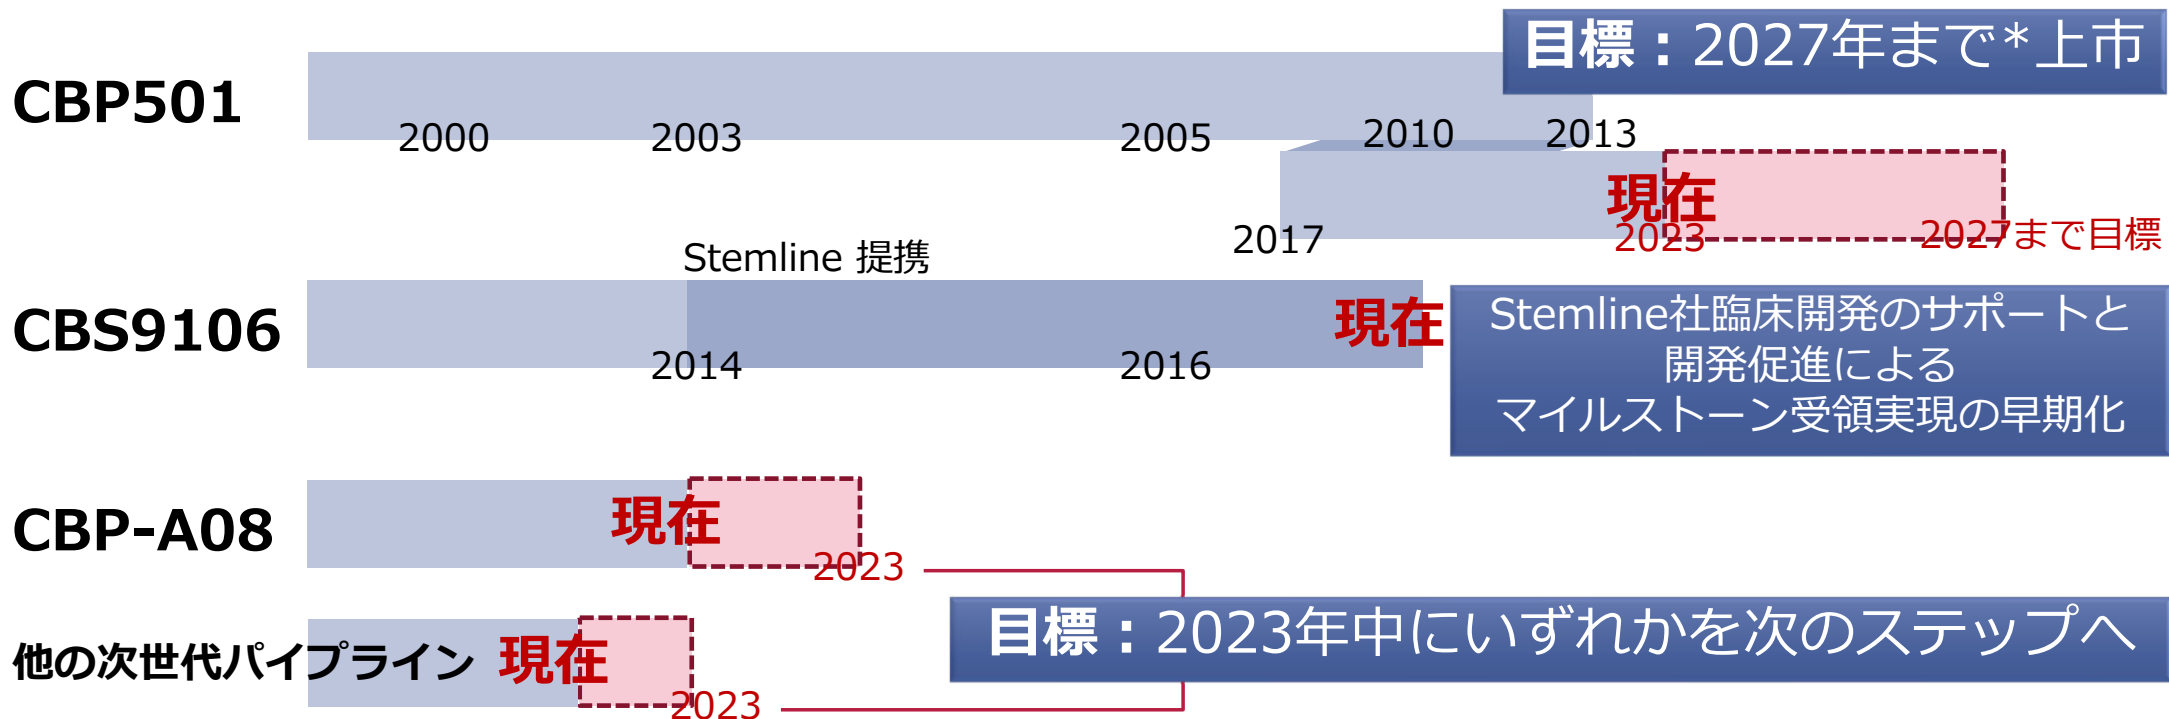 目標：2027年まで*上市
CBP501
2000
2003
2005
2010
2013
現在
2017
2023
2027まで目標
Stemline 提携
CBS9106
現在
2014
2016
Stemline社臨床開発のサポートと
開発促進による
マイルストーン受領実現の早期化
CBP-A08
現在
2023
目標：2023年中にいずれかを次のステップへ
他の次世代パイプライン
現在
2023